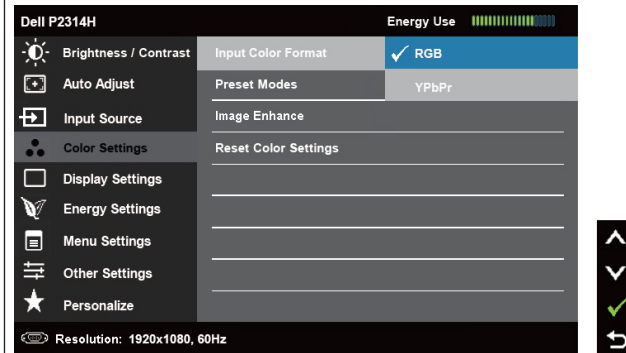 Dell P2314H Energy Use
Brightness / Contrast Input Color Format RGB
Auto Adjust Preset Modes YPbPr
Input Source Image Enhance
Color Settings Reset Color Settings
Display Settings
Energy Settings
Menu Settings
Other Settings
Personalize
Resolution: 1920x1080, 60Hz